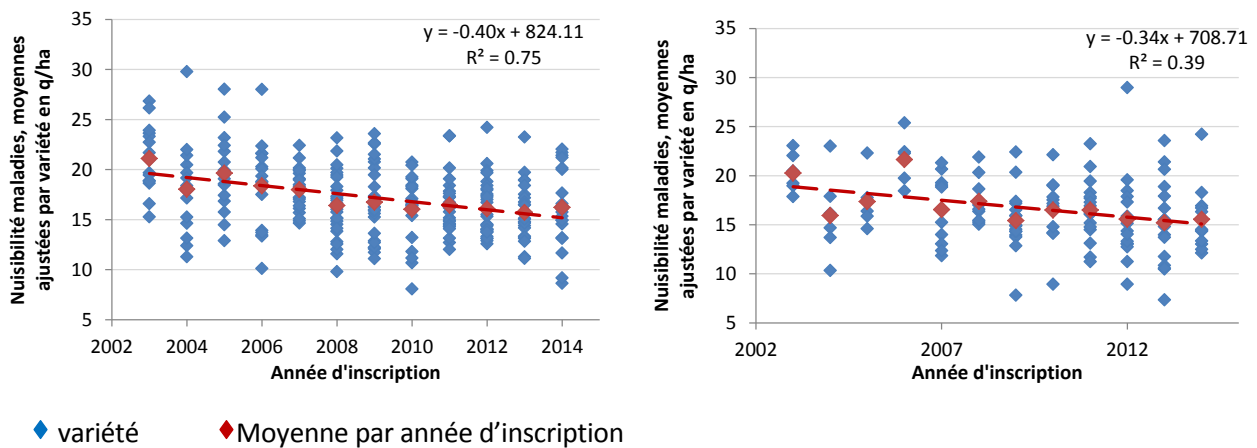 Nuisibilité maladies, moyennes
ajustées par variété en q/ha
35
30
25
20
15
10
5
y = -0.40x + 824.11
R² = 0.75
2002 2004 2006 2008 2010 2012 2014
Année d'inscription
Nuisibilité maladies, moyennes
ajustées par variété en q/ha
35
30
25
20
15
10
5
y = -0.34x + 708.71
R² = 0.39
2002 2007 2012
Année d'inscription
variété Moyenne par année d’inscription